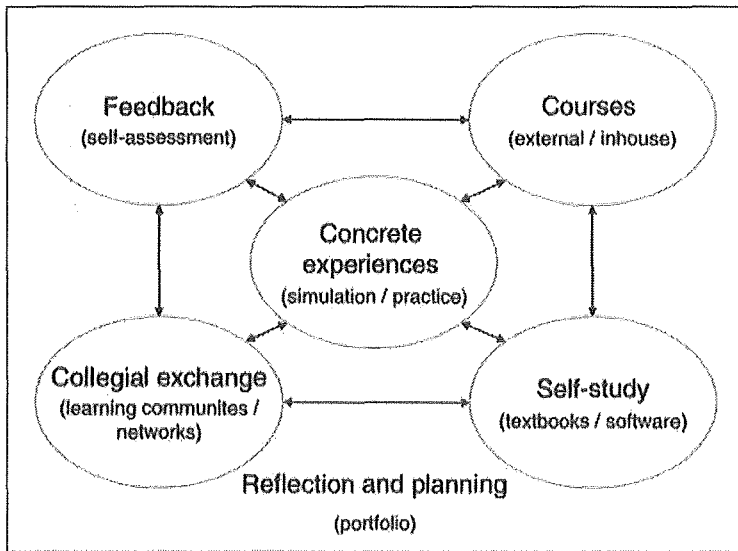 Feedback
(self-assessment)
Courses
(external / inhouse)
Concrete
experiences
(simulation / practice)
Collegial exchange
(learning communites /
networks)
Self-study
(textbooks / software)
Reflection and planning
(portfolio)